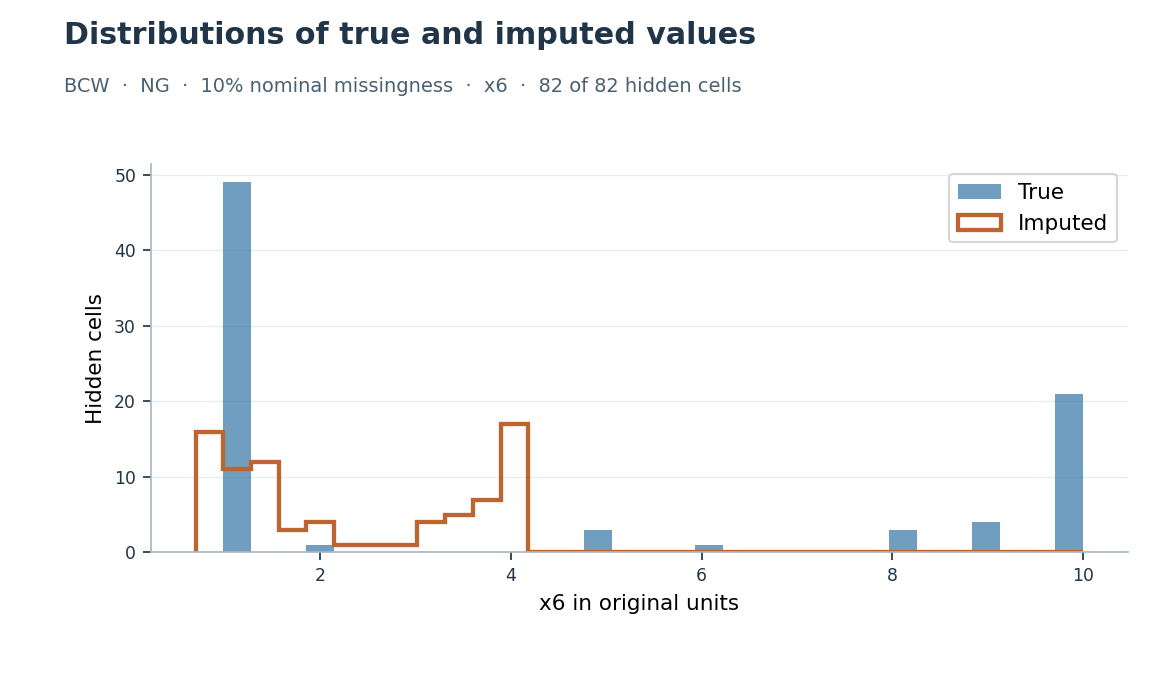 Distributions of true and imputed values
BCW · NG · 10% nominal missingness · x6 · 82 of 82 hidden cells
True
Imputed
Hidden cells
50
40
30
20
10
0
2 4 6 8 10
x6 in original units